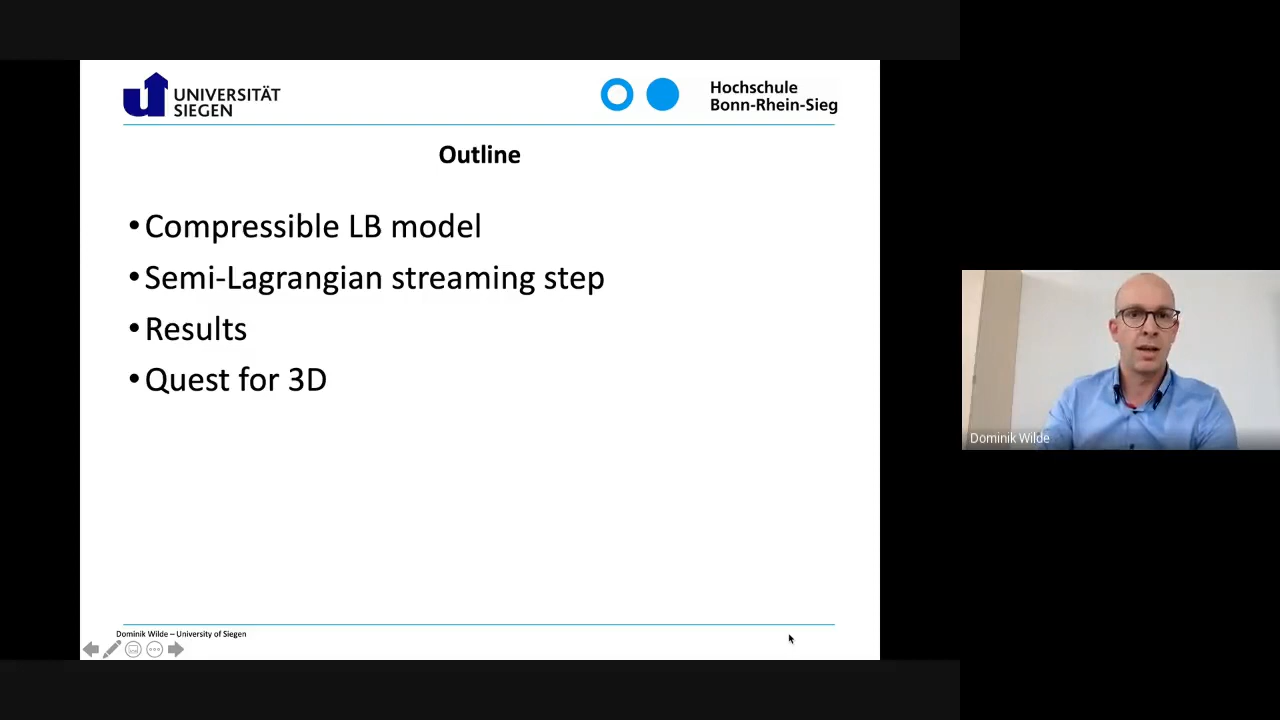 UNIVERSITÄT
SIEGEN
Hochschule
Bonn-Rhein-Sieg
Outline
•Compressible LB model
•Semi-Lagrangian streaming step
•Results
•Quest for 3D
Dominik Wilde
Dominik Wilde – University of Siegen